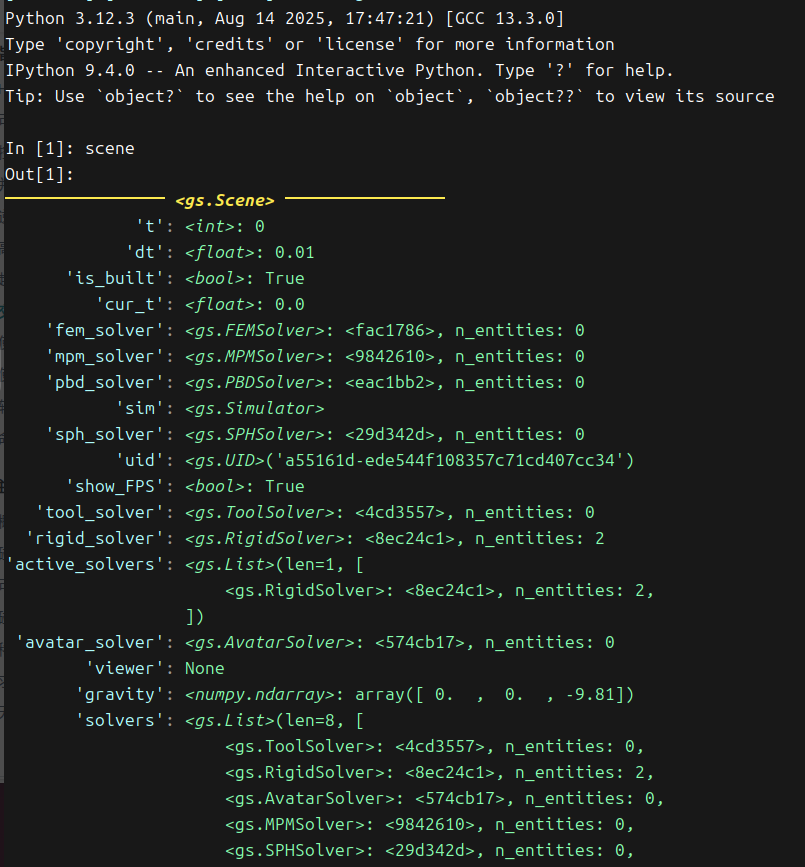 Python 3.12.3 (main, Aug 14 2025, 17:47:21) [GCC 13.3.0]
Type 'copyright', 'credits' or 'license' for more information
IPython 9.4.0 -- An enhanced Interactive Python. Type '?' for help.
Tip: Use `object?` to see the help on `object`, `object??` to view its source
In [1]: scene
Out[1]:
<gs.Scene>
't': <int>: 0
'dt': <float>: 0.01
'is_built': <bool>: True
'cur_t': <float>: 0.0
'fem_solver': <gs.FEMSolver>: <fac1786>, n_entities: 0
'mpm_solver': <gs.MPMSolver>: <9842610>, n_entities: 0
'pbd_solver': <gs.PBDSolver>: <eac1bb2>, n_entities: 0
'sim': <gs.Simulator>
'sph_solver': <gs.SPHSolver>: <29d342d>, n_entities: 0
'uid': <gs.UID>('a55161d-ede544f108357c71cd407cc34')
'show_FPS': <bool>: True
'tool_solver': <gs.ToolSolver>: <4cd3557>, n_entities: 0
'rigid_solver': <gs.RigidSolver>: <8ec24c1>, n_entities: 2
'active_solvers': <gs.List>(len=1, [
<gs.RigidSolver>: <8ec24c1>, n_entities: 2,
])
'avatar_solver': <gs.AvatarSolver>: <574cb17>, n_entities: 0
'viewer': None
'gravity': <numpy.ndarray>: array([ 0.  ,  0.  , -9.81])
'solvers': <gs.List>(len=8, [
<gs.ToolSolver>: <4cd3557>, n_entities: 0,
<gs.RigidSolver>: <8ec24c1>, n_entities: 2,
<gs.AvatarSolver>: <574cb17>, n_entities: 0,
<gs.MPMSolver>: <9842610>, n_entities: 0,
<gs.SPHSolver>: <29d342d>, n_entities: 0,